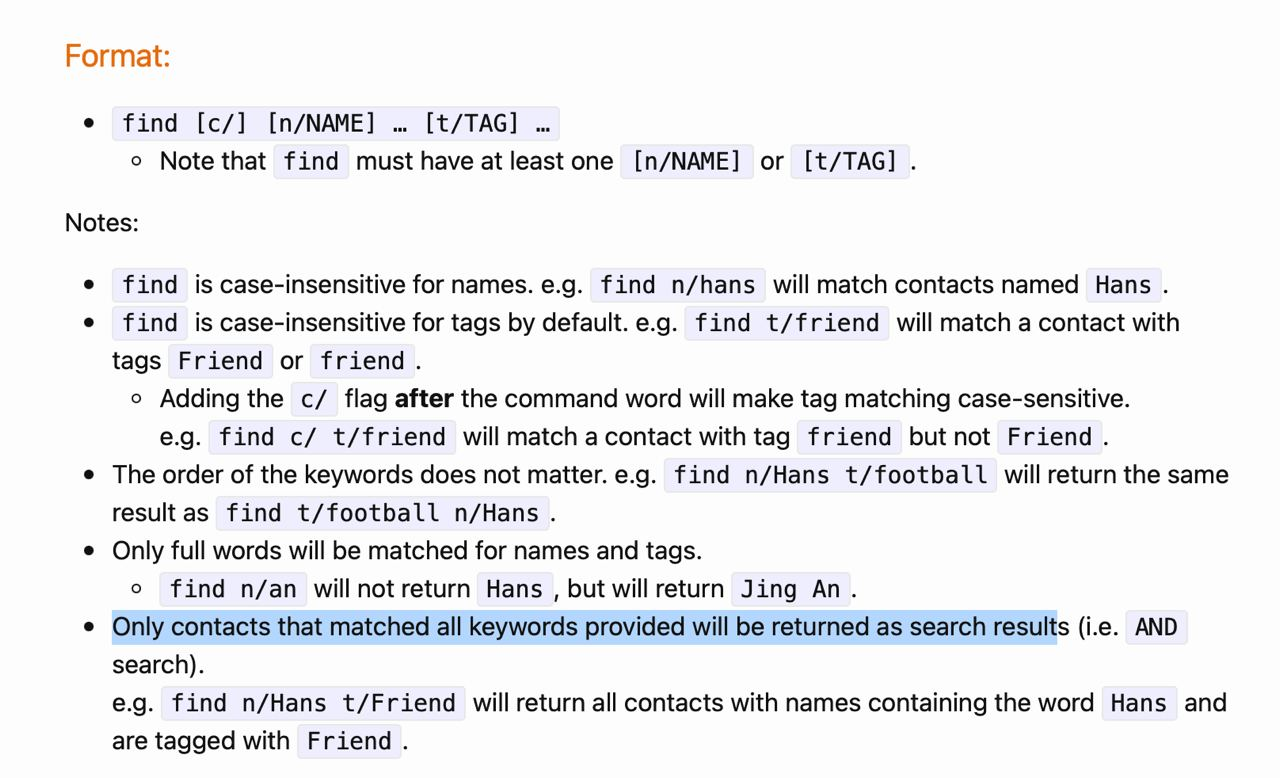 Format:
• find [c/] [n/NAME] … [t/TAG] …
◦ Note that find must have at least one [n/NAME] or [t/TAG] .
Notes:
• find is case-insensitive for names. e.g. find n/hans will match contacts named Hans .
• find is case-insensitive for tags by default. e.g. find t/friend will match a contact with
tags Friend or friend .
◦ Adding the c/ flag after the command word will make tag matching case-sensitive.
e.g. find c/ t/friend will match a contact with tag friend but not Friend .
• The order of the keywords does not matter. e.g. find n/Hans t/football will return the same
result as find t/football n/Hans .
• Only full words will be matched for names and tags.
◦ find n/an will not return Hans , but will return Jing An .
• Only contacts that matched all keywords provided will be returned as search results (i.e. AND
search).
e.g. find n/Hans t/Friend will return all contacts with names containing the word Hans and
are tagged with Friend .